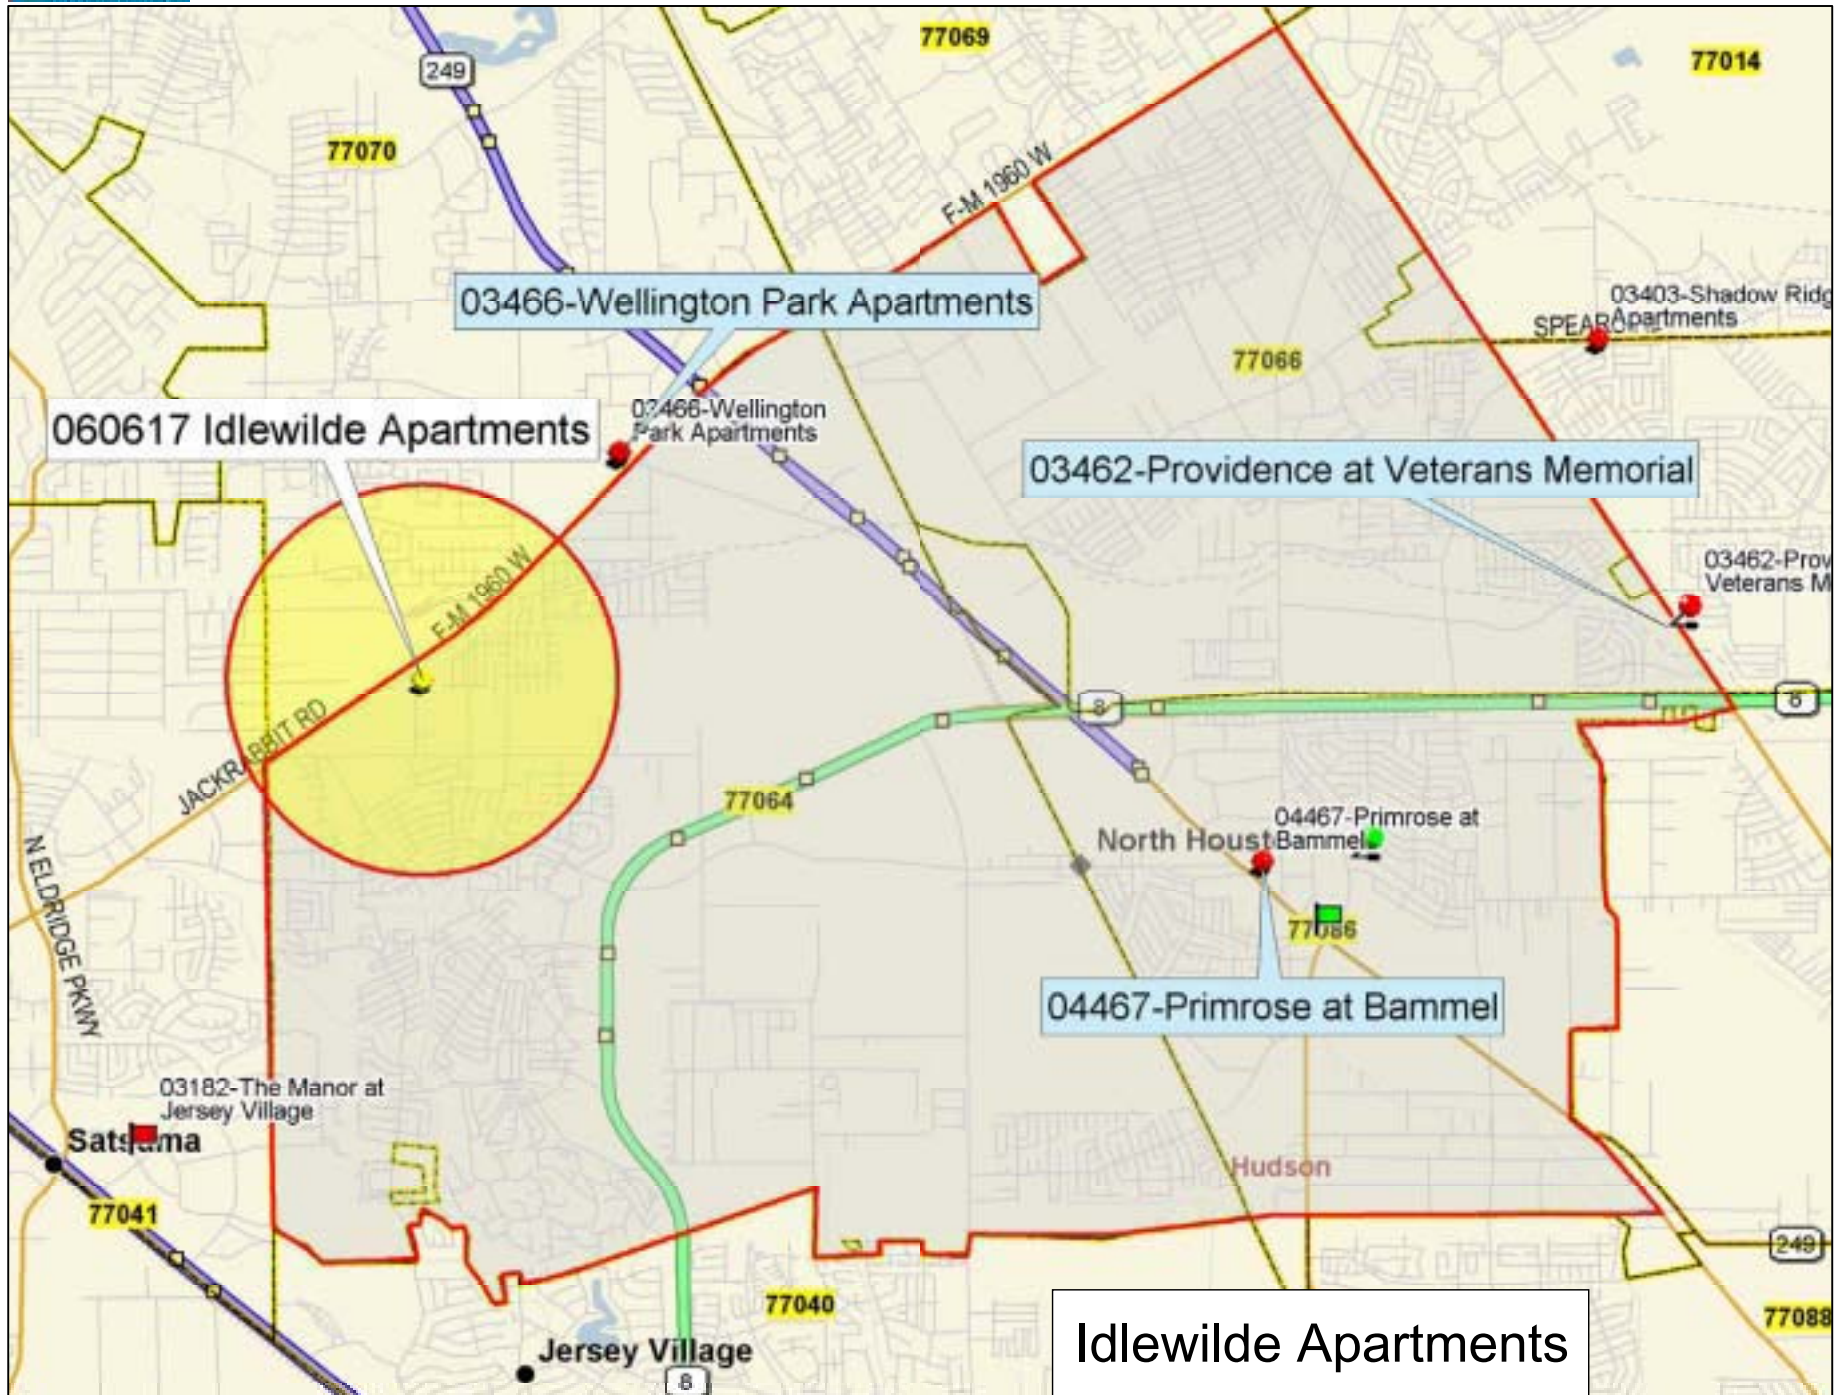 77069
77014
249
77070
F-M 1960 W
03466-Wellington Park Apartments
03403-Shadow Ridg
Apartments
77066
03466-Wellington
Park Apartments
060617 Idlewilde Apartments
03462-Providence at Veterans Memorial
03462-Prov
Veterans M
F-M 1960 W
8
8
JACKRABBIT RD
77064
04467-Primrose at
Bammel
North Houst
N ELDRIDGE PKWY
77086
04467-Primrose at Bammel
03182-The Manor at
Jersey Village
Satsuma
Hudson
77041
249
77040
77088
Idlewilde Apartments
Jersey Village
8